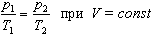 p₁/T₁ = p₂/T₂ при V = const